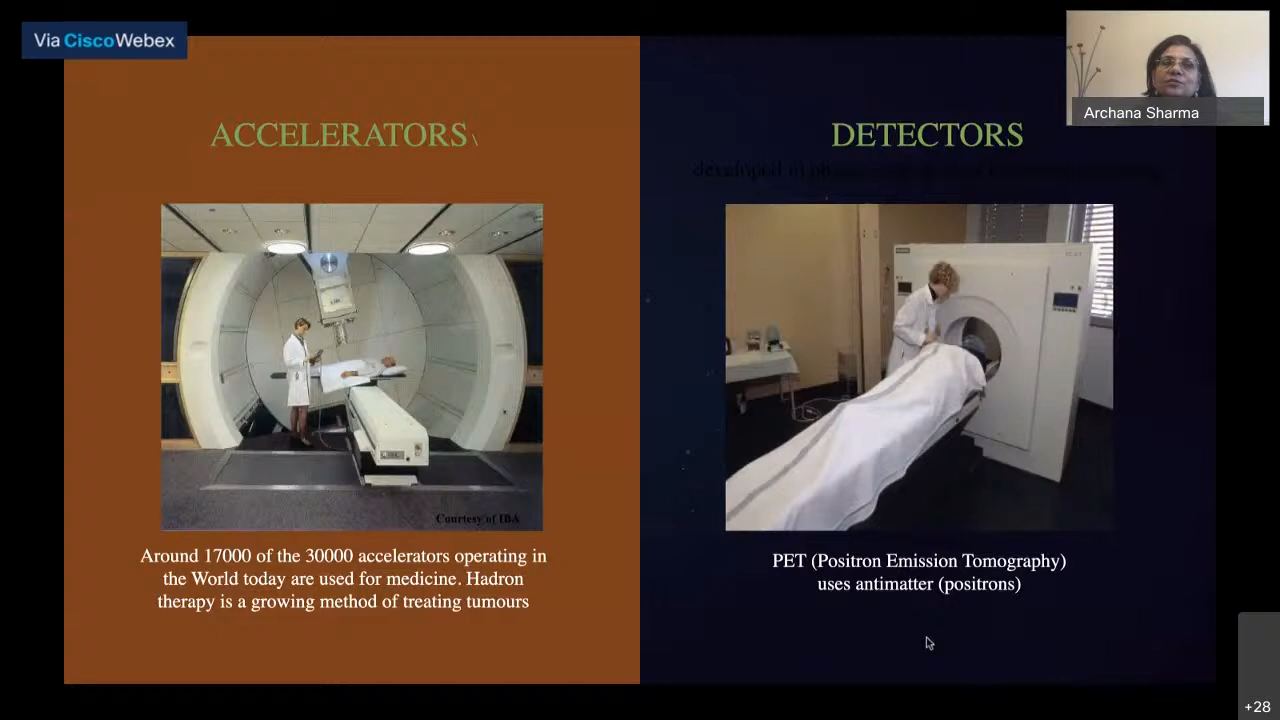 Via Cisco Webex
Archana Sharma
ACCELERATORS\
Courtesy of IBA
Around 17000 of the 30000 accelerators operating in
the World today are used for medicine. Hadron
therapy is a growing method of treating tumours
DETECTORS
developed in
PET (Positron Emission Tomography)
uses antimatter (positrons)
+28